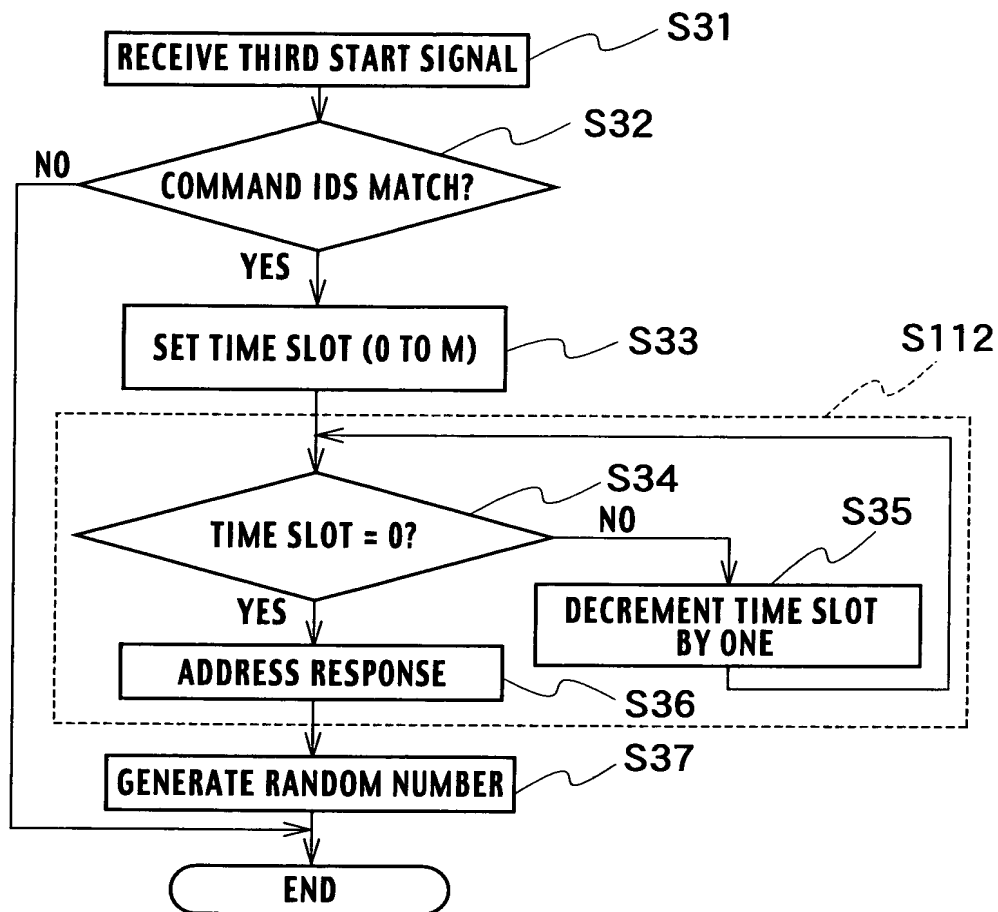 RECEIVE THIRD START SIGNAL
S31
S32
NO
COMMAND IDS MATCH?
YES
SET TIME SLOT (0 TO M)
S33
S112
S34
TIME SLOT = 0?
NO
S35
YES
DECREMENT TIME SLOT
BY ONE
ADDRESS RESPONSE
S36
GENERATE RANDOM NUMBER
S37
END